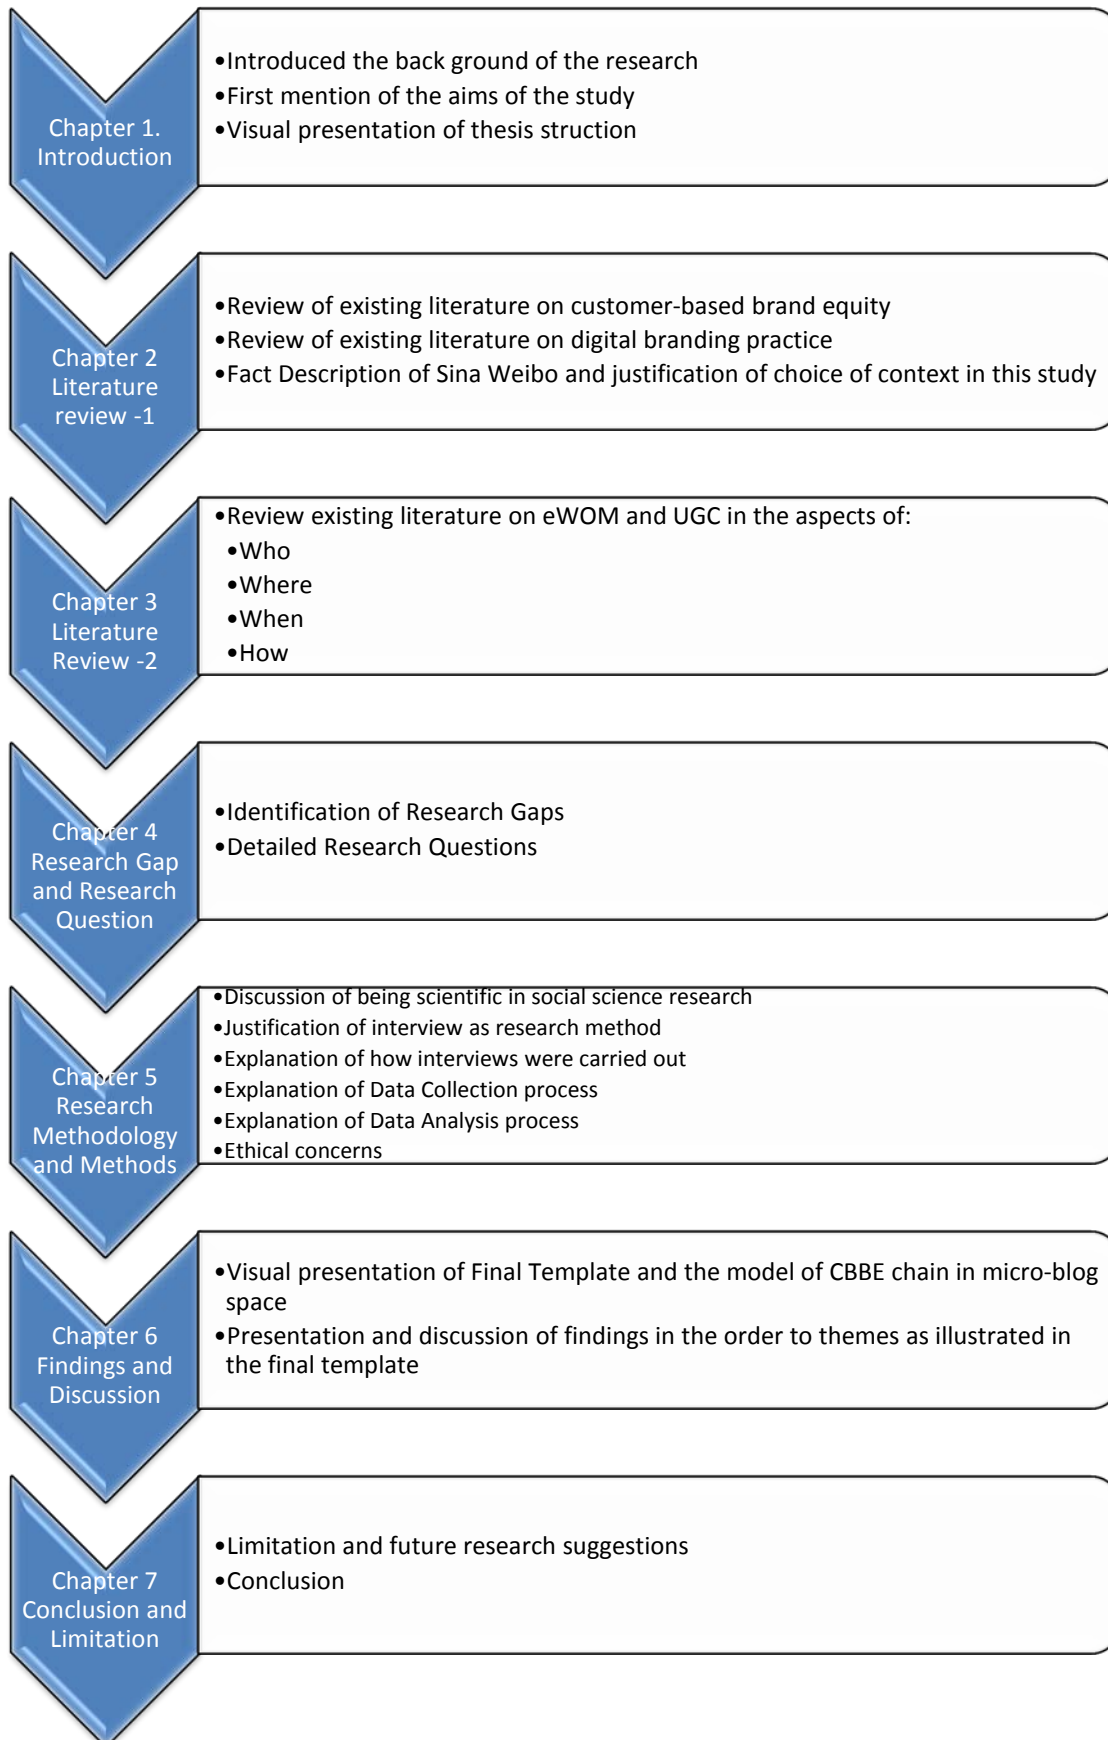 Chapter 1.
Introduction
•Introduced the back ground of the research
•First mention of the aims of the study
•Visual presentation of thesis struction
Chapter 2
Literature
review -1
•Review of existing literature on customer-based brand equity
•Review of existing literature on digital branding practice
•Fact Description of Sina Weibo and justification of choice of context in this study
Chapter 3
Literature
Review -2
•Review existing literature on eWOM and UGC in the aspects of:
•Who
•Where
•When
•How
Chapter 4
Research Gap
and Research
Question
•Identification of Research Gaps
•Detailed Research Questions
Chapter 5
Research
Methodology
and Methods
•Discussion of being scientific in social science research
•Justification of interview as research method
•Explanation of how interviews were carried out
•Explanation of Data Collection process
•Explanation of Data Analysis process
•Ethical concerns
Chapter 6
Findings and
Discussion
•Visual presentation of Final Template and the model of CBBE chain in micro-blog
space
•Presentation and discussion of findings in the order to themes as illustrated in
the final template
Chapter 7
Conclusion and
Limitation
•Limitation and future research suggestions
•Conclusion